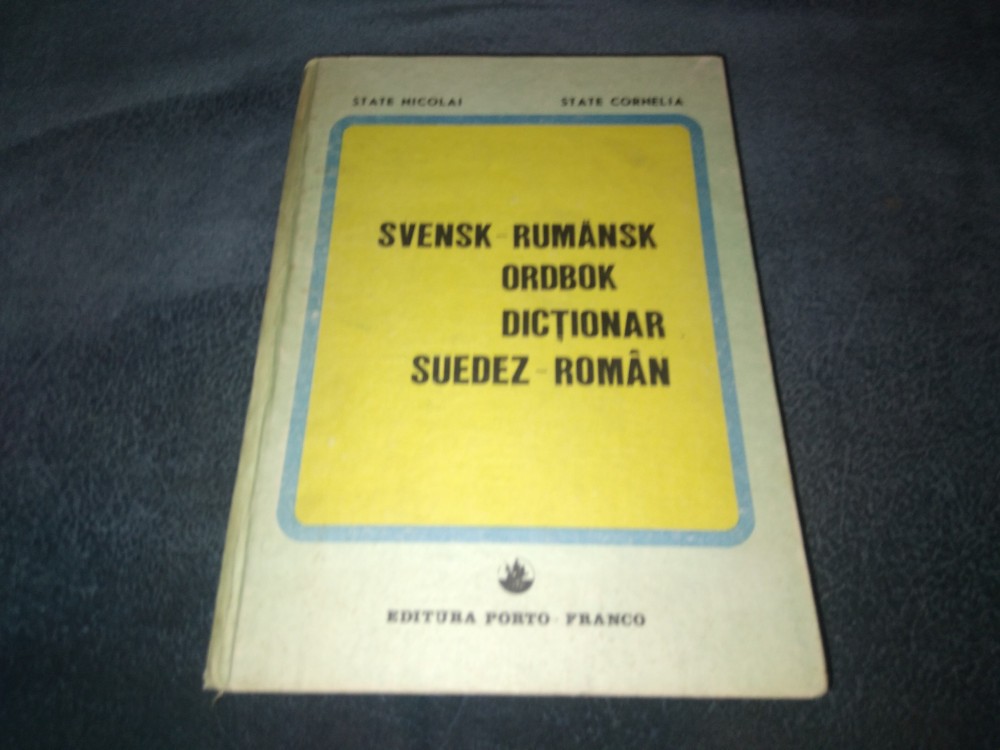 STATE NICOLAI STATE CORNELIA
SVENSK-RUMÄNSK
ORDBOK
DICȚIONAR
SUEDEZ-ROMÂN
EDITURA PORTO-FRANCO